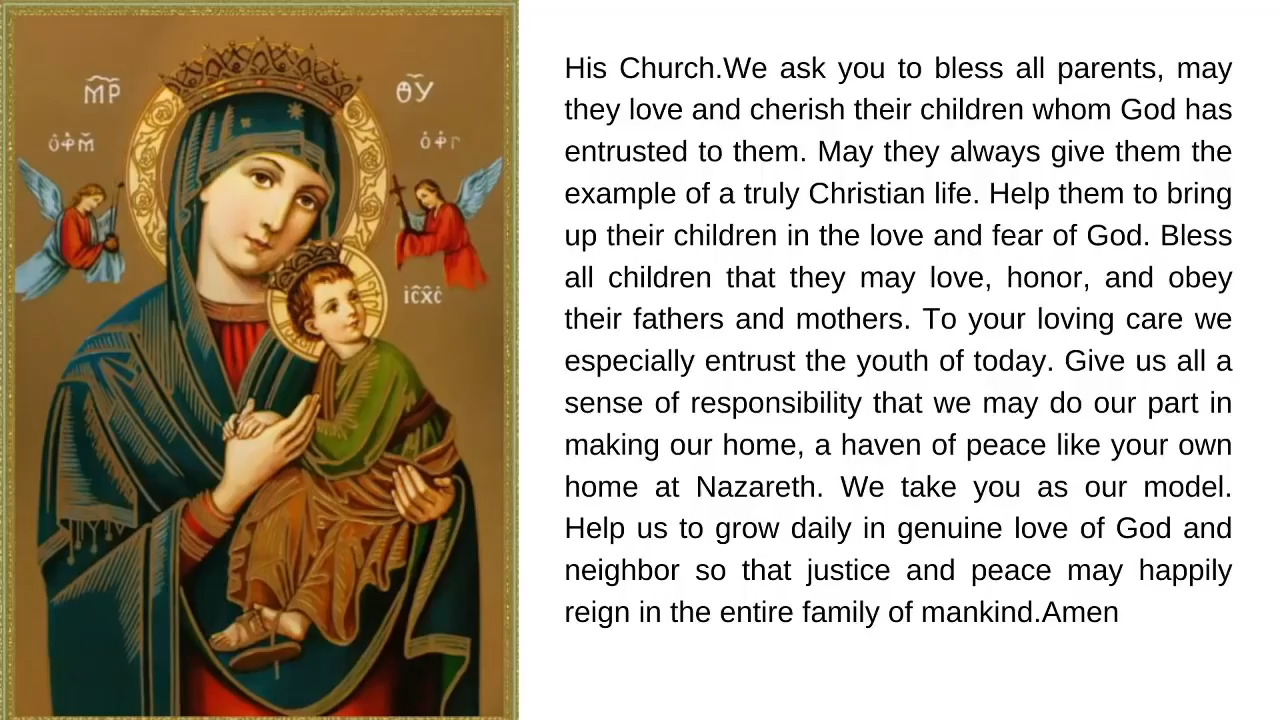 ΜΡ
ΘΥ
His Church.We ask you to bless all parents, may
they love and cherish their children whom God has
entrusted to them. May they always give them the
example of a truly Christian life. Help them to bring
up their children in the love and fear of God. Bless
all children that they may love, honor, and obey
their fathers and mothers. To your loving care we
especially entrust the youth of today. Give us all a
sense of responsibility that we may do our part in
making our home, a haven of peace like your own
home at Nazareth. We take you as our model.
Help us to grow daily in genuine love of God and
neighbor so that justice and peace may happily
reign in the entire family of mankind.Amen